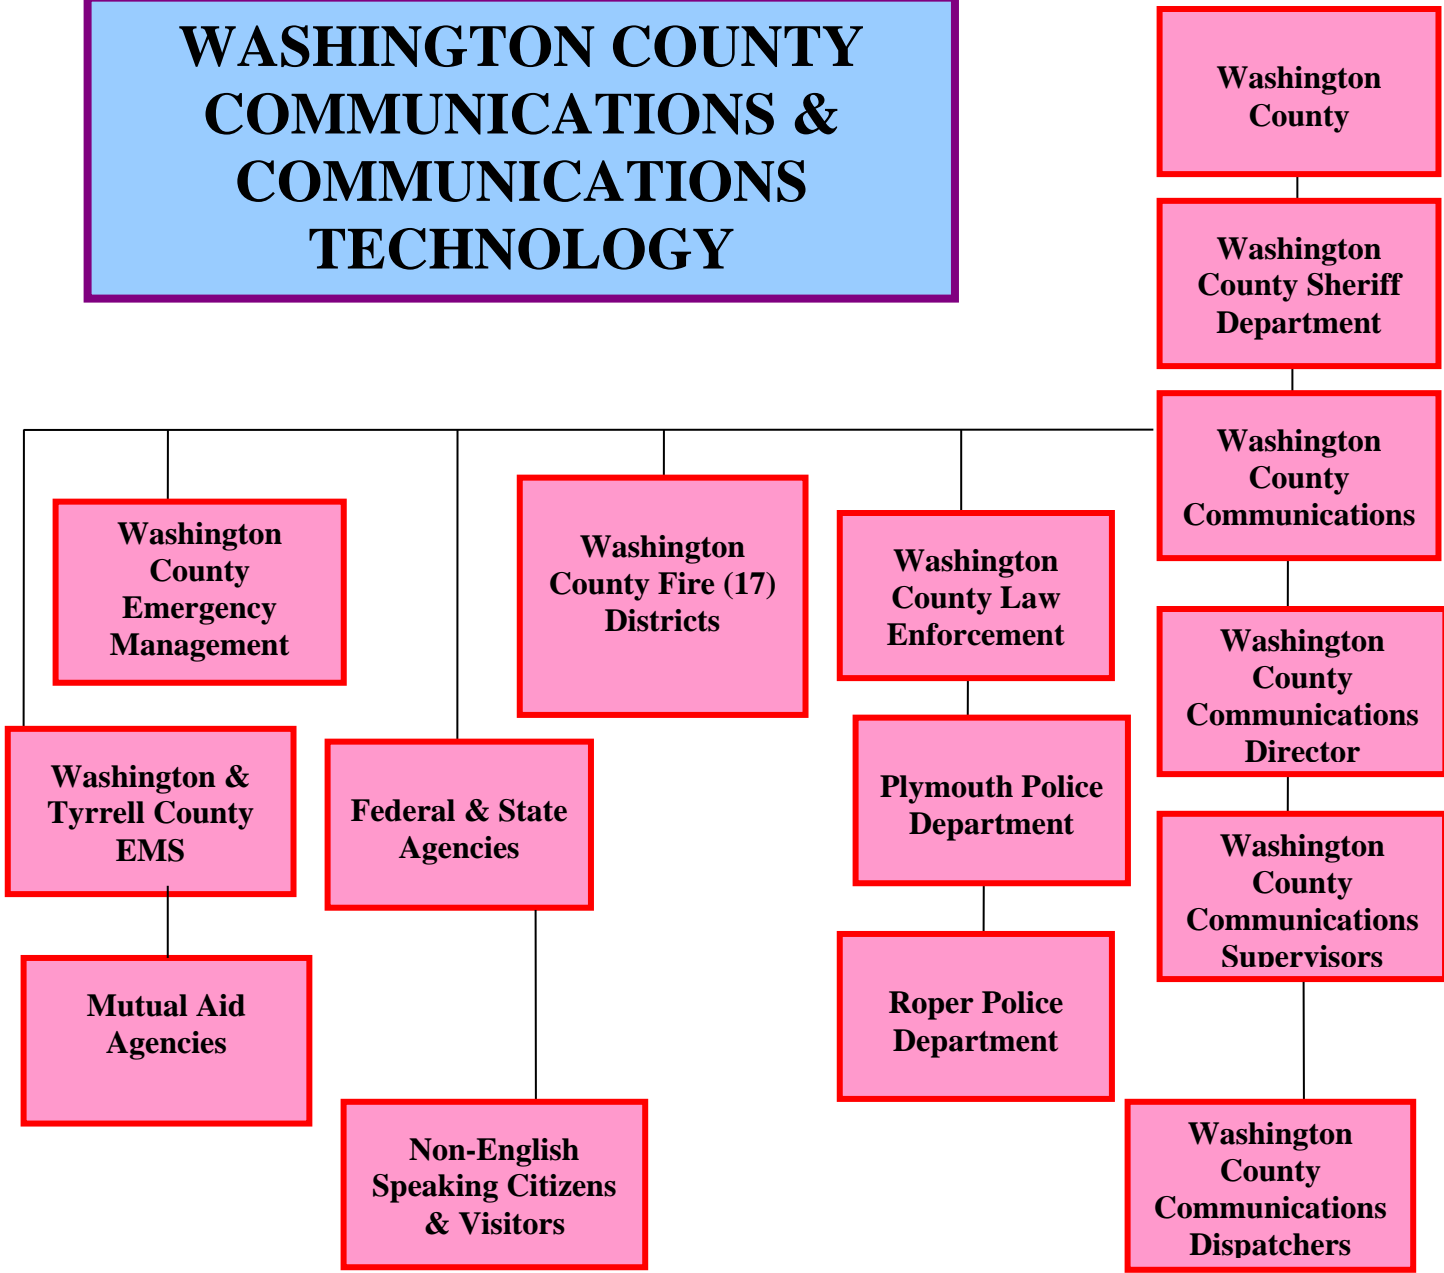 WASHINGTON COUNTY
COMMUNICATIONS &
COMMUNICATIONS
TECHNOLOGY
Washington
County
Washington
County Sheriff
Department
Washington
County
Communications
Washington
County
Emergency
Management
Washington
County Fire (17)
Districts
Washington
County Law
Enforcement
Washington
County
Communications
Director
Washington &
Tyrrell County
EMS
Federal & State
Agencies
Plymouth Police
Department
Washington
County
Communications
Supervisors
Mutual Aid
Agencies
Roper Police
Department
Non-English
Speaking Citizens
& Visitors
Washington
County
Communications
Dispatchers